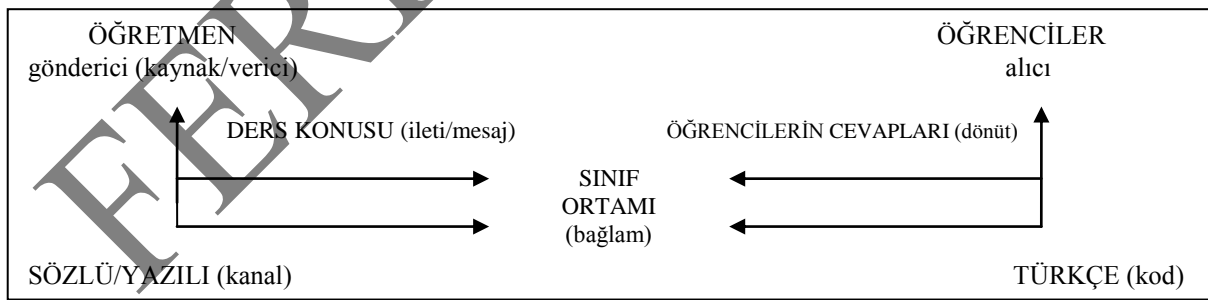 ÖĞRETMEN
gönderici (kaynak/verici)
ÖĞRENCİLER
alıcı
DERS KONUSU (ileti/mesaj)
ÖĞRENCİLERİN CEVAPLARI (dönüt)
SINIF
ORTAMI
(bağlam)
SÖZLÜ/YAZILI (kanal)
TÜRKÇE (kod)